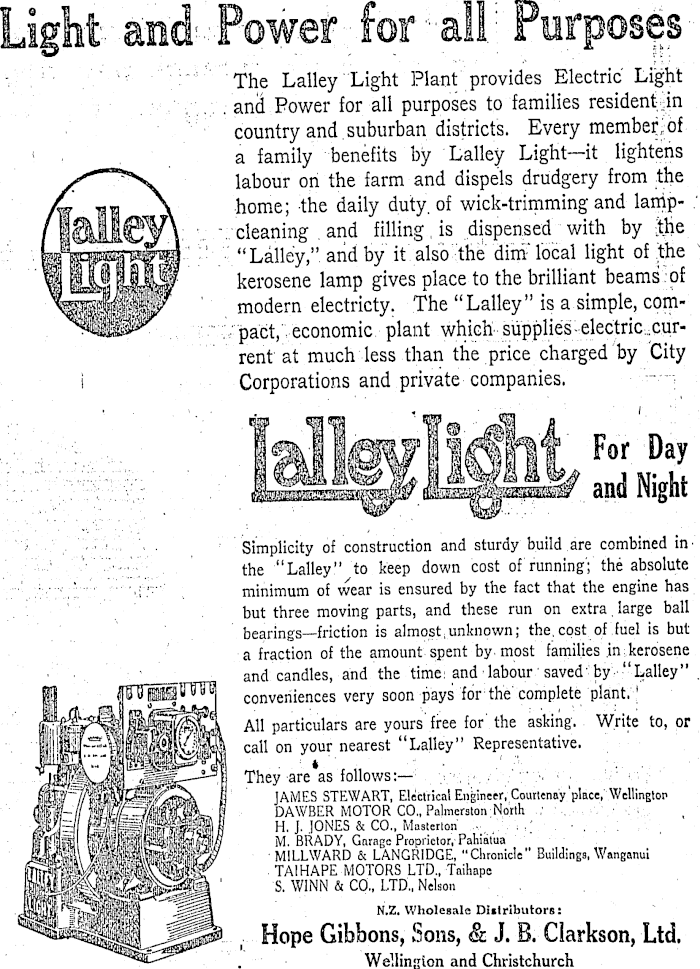 Light and Power for all Purposes
The Lalley Light Plant provides Electric Light
and Power for all purposes to families resident in
country and suburban districts. Every member of
a family benefits by Lalley Light—it lightens
labour on the farm and dispels drudgery from the
home; the daily duty of wick-trimming and lamp-
cleaning and filling is dispensed with by the
"Lalley," and by it also the dim local light of the
kerosene lamp gives place to the brilliant beams of
modern electricty. The "Lalley" is a simple, com-
pact, economic plant which supplies electric cur-
rent at much less than the price charged by City
Corporations and private companies.
Lalley
Light
Lalley Light
For Day
and Night
Simplicity of construction and sturdy build are combined in
the "Lalley" to keep down cost of running; the absolute
minimum of wear is ensured by the fact that the engine has
but three moving parts, and these run on extra large ball
bearings—friction is almost unknown; the cost of fuel is but
a fraction of the amount spent by most families in kerosene
and candles, and the time and labour saved by "Lalley"
conveniences very soon pays for the complete plant.
All particulars are yours free for the asking. Write to, or
call on your nearest "Lalley" Representative.
They are as follows:—
JAMES STEWART, Electrical Engineer, Courtenay place, Wellington
DAWBER MOTOR CO., Palmerston North
H. J. JONES & CO., Masterton
M. BRADY, Garage Proprietor, Pahiatua
MILLWARD & LANGRIDGE, "Chronicle" Buildings, Wanganui
TAIHAPE MOTORS LTD., Taihape
S. WINN & CO., LTD., Nelson
N.Z. Wholesale Distributors:
Hope Gibbons, Sons, & J. B. Clarkson, Ltd.
Wellington and Christchurch